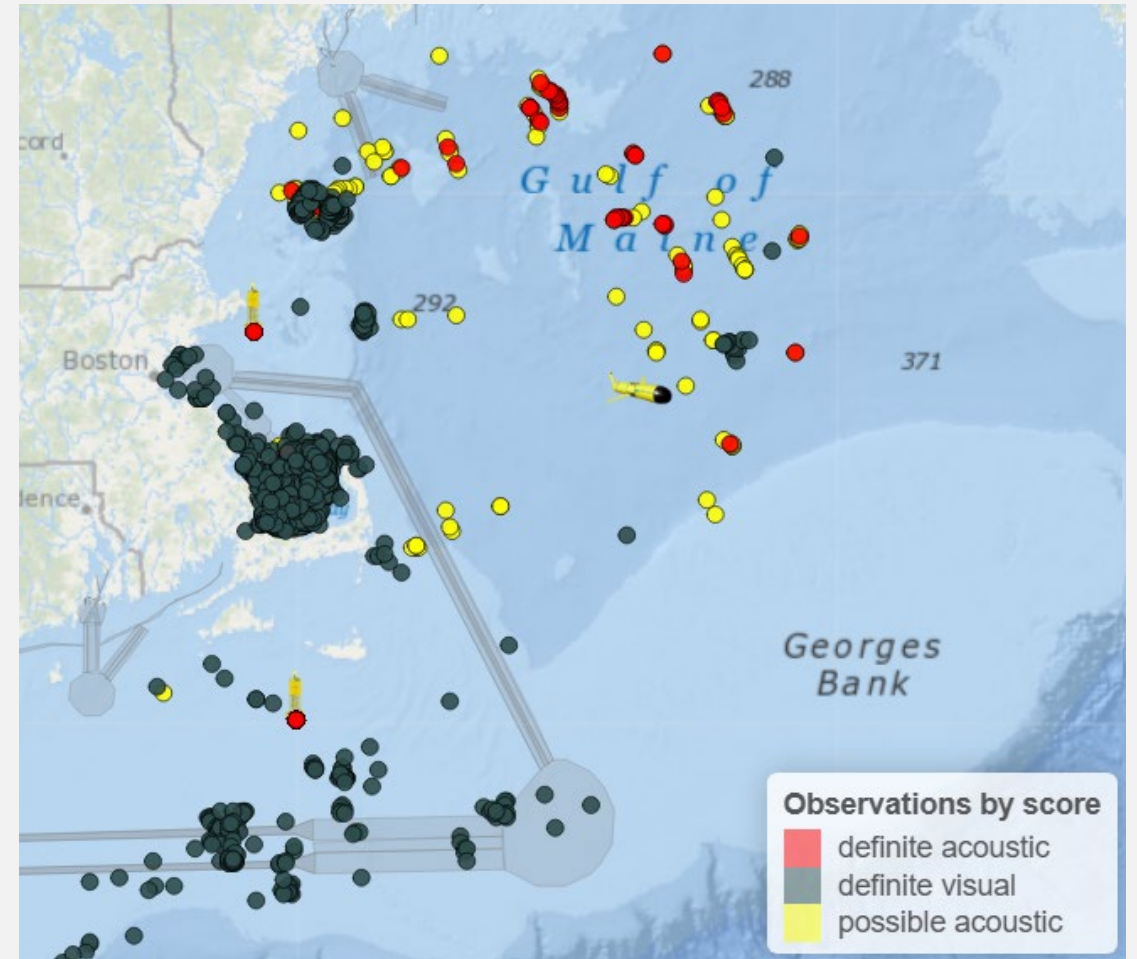 288
cord
Gulf of
Maine
292
Boston
371
dence
Georges
Bank
Observations by score
definite acoustic
definite visual
possible acoustic